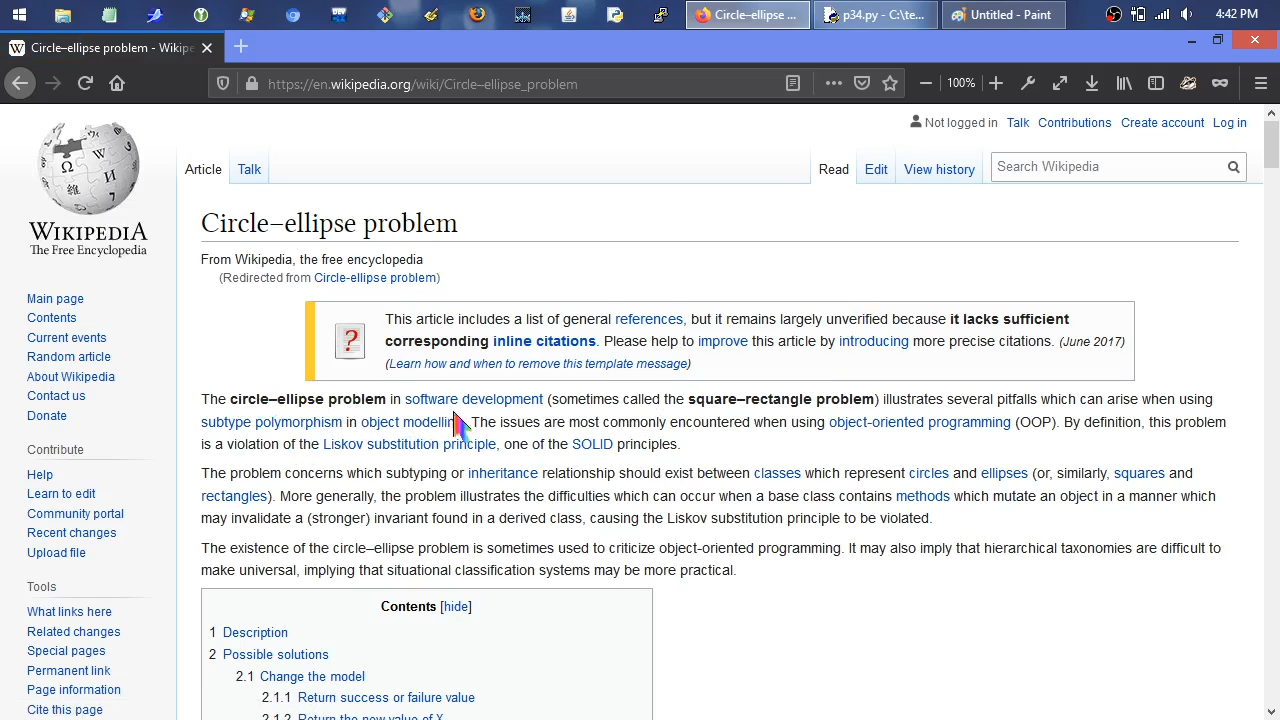 Circle–ellipse ...
p34.py - C:\te...
Untitled - Paint
4:42 PM
Circle–ellipse problem - Wikipe
https://en.wikipedia.org/wiki/Circle–ellipse_problem
100%
Not logged in Talk Contributions Create account Log in
Article Talk Read Edit View history Search Wikipedia
WIKIPEDIA
The Free Encyclopedia
Main page
Contents
Current events
Random article
About Wikipedia
Contact us
Donate
Contribute
Help
Learn to edit
Community portal
Recent changes
Upload file
Tools
What links here
Related changes
Special pages
Permanent link
Page information
Cite this page
Circle–ellipse problem
From Wikipedia, the free encyclopedia
(Redirected from Circle-ellipse problem)
This article includes a list of general references, but it remains largely unverified because it lacks sufficient
corresponding inline citations. Please help to improve this article by introducing more precise citations. (June 2017)
(Learn how and when to remove this template message)
The circle–ellipse problem in software development (sometimes called the square–rectangle problem) illustrates several pitfalls which can arise when using
subtype polymorphism in object modelling. The issues are most commonly encountered when using object-oriented programming (OOP). By definition, this problem
is a violation of the Liskov substitution principle, one of the SOLID principles.
The problem concerns which subtyping or inheritance relationship should exist between classes which represent circles and ellipses (or, similarly, squares and
rectangles). More generally, the problem illustrates the difficulties which can occur when a base class contains methods which mutate an object in a manner which
may invalidate a (stronger) invariant found in a derived class, causing the Liskov substitution principle to be violated.
The existence of the circle–ellipse problem is sometimes used to criticize object-oriented programming. It may also imply that hierarchical taxonomies are difficult to
make universal, implying that situational classification systems may be more practical.
Contents [hide]
1 Description
2 Possible solutions
2.1 Change the model
2.1.1 Return success or failure value
2.1.2 Return the new value of X